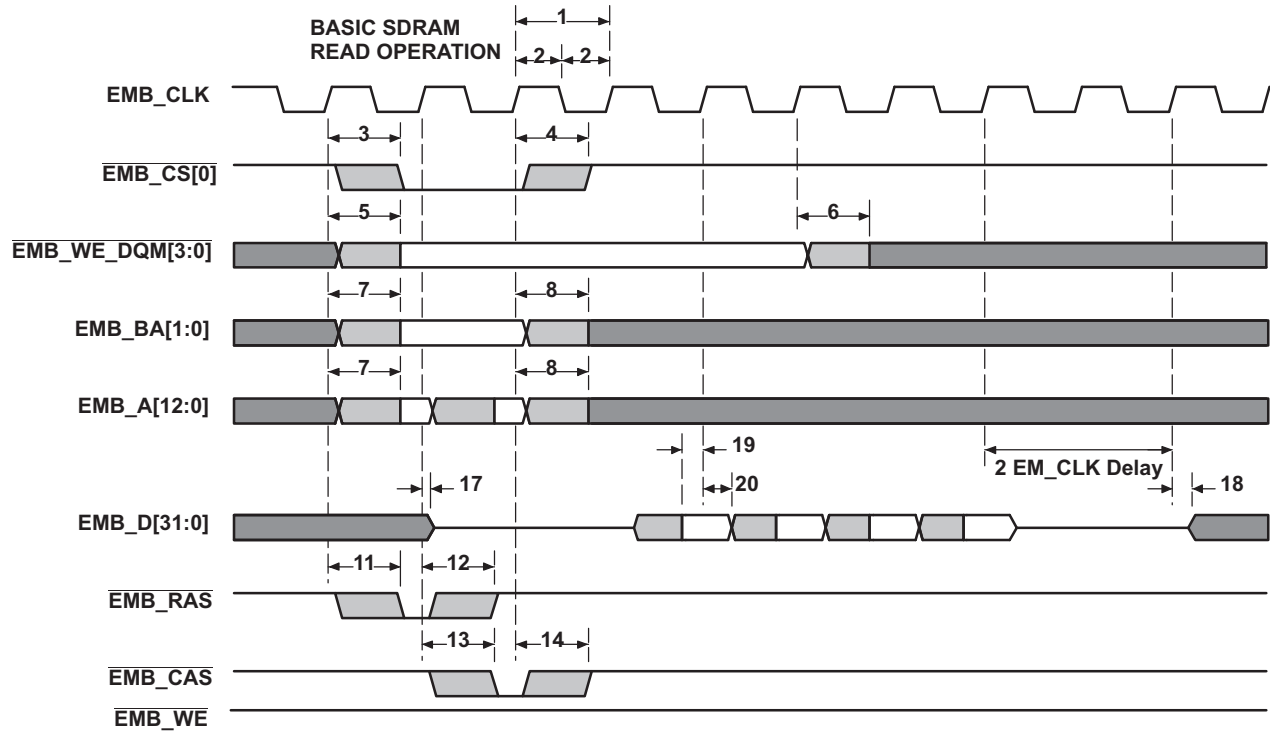 BASIC SDRAM
READ OPERATION
1
2 2
EMB_CLK
3 4
EMB_CS[0]
5 6
EMB_WE_DQM[3:0]
7 8
EMB_BA[1:0]
7 8
EMB_A[12:0]
19
2 EM_CLK Delay
17 20 18
EMB_D[31:0]
11 12
EMB_RAS
13 14
EMB_CAS
EMB_WE